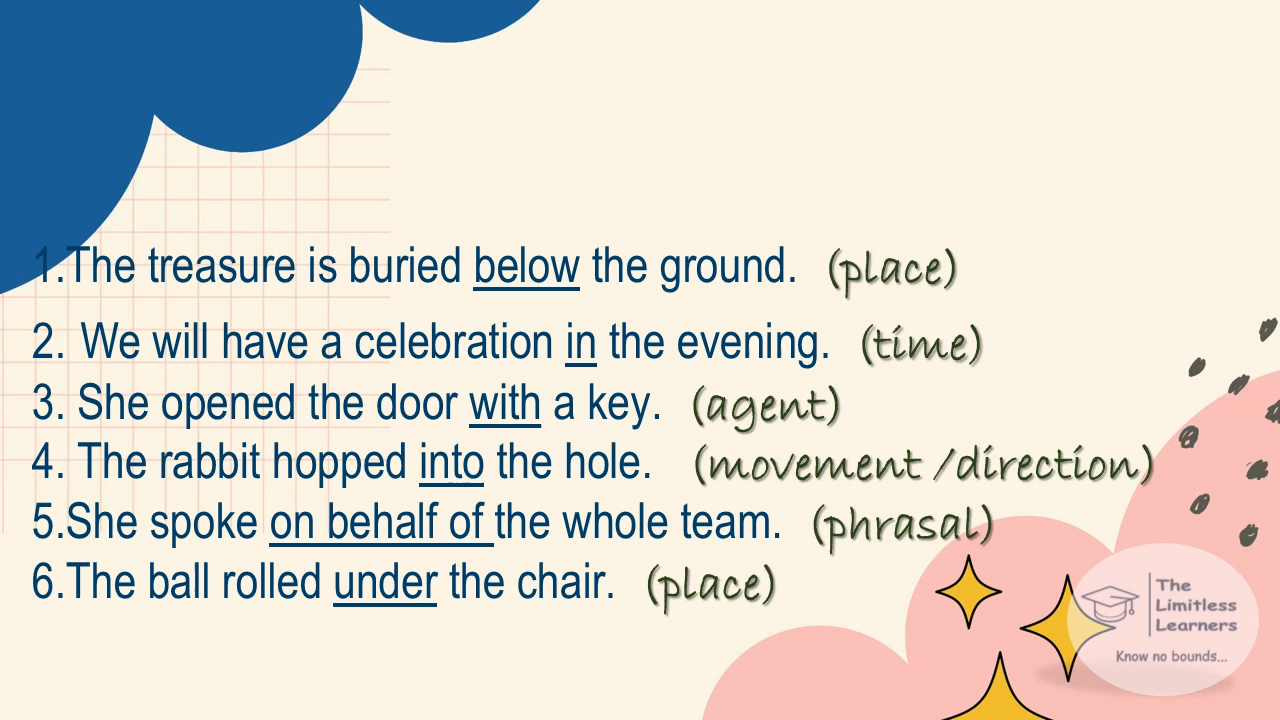 1.The treasure is buried below the ground. (place)
2. We will have a celebration in the evening. (time)
3. She opened the door with a key. (agent)
4. The rabbit hopped into the hole. (movement /direction)
5.She spoke on behalf of the whole team. (phrasal)
6.The ball rolled under the chair. (place)
The
Limitless
Learners
Know no bounds...